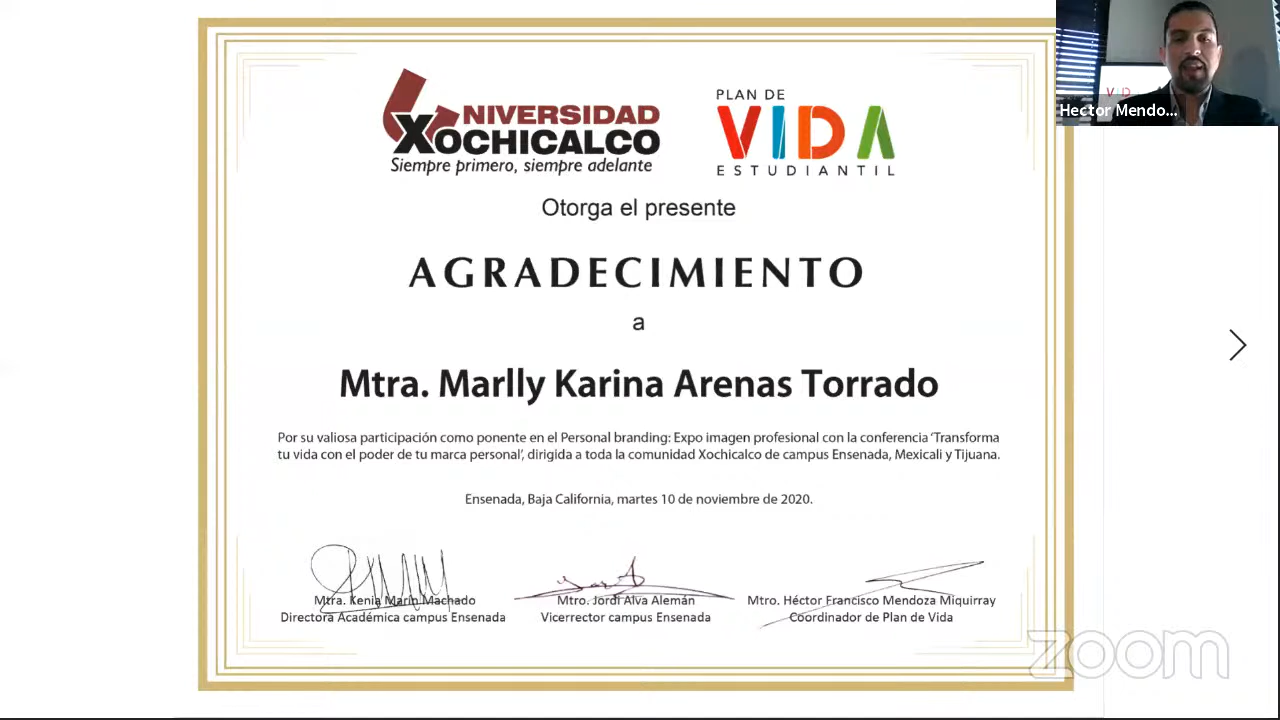 UNIVERSIDAD
XOCHICALCO
Siempre primero, siempre adelante
PLAN DE
VIDA
ESTUDIANTIL
Hector Mendo...
Otorga el presente
AGRADECIMIENTO
a
Mtra. Marlly Karina Arenas Torrado
Por su valiosa participación como ponente en el Personal branding: Expo imagen profesional con la conferencia 'Transforma
tu vida con el poder de tu marca personal', dirigida a toda la comunidad Xochicalco de campus Ensenada, Mexicali y Tijuana.
Ensenada, Baja California, martes 10 de noviembre de 2020.
Mtra. Kenia Marín Machado
Directora Académica campus Ensenada
Mtro. Jordi Alva Alemán
Vicerrector campus Ensenada
Mtro. Héctor Francisco Mendoza Miquirray
Coordinador de Plan de Vida
zoom